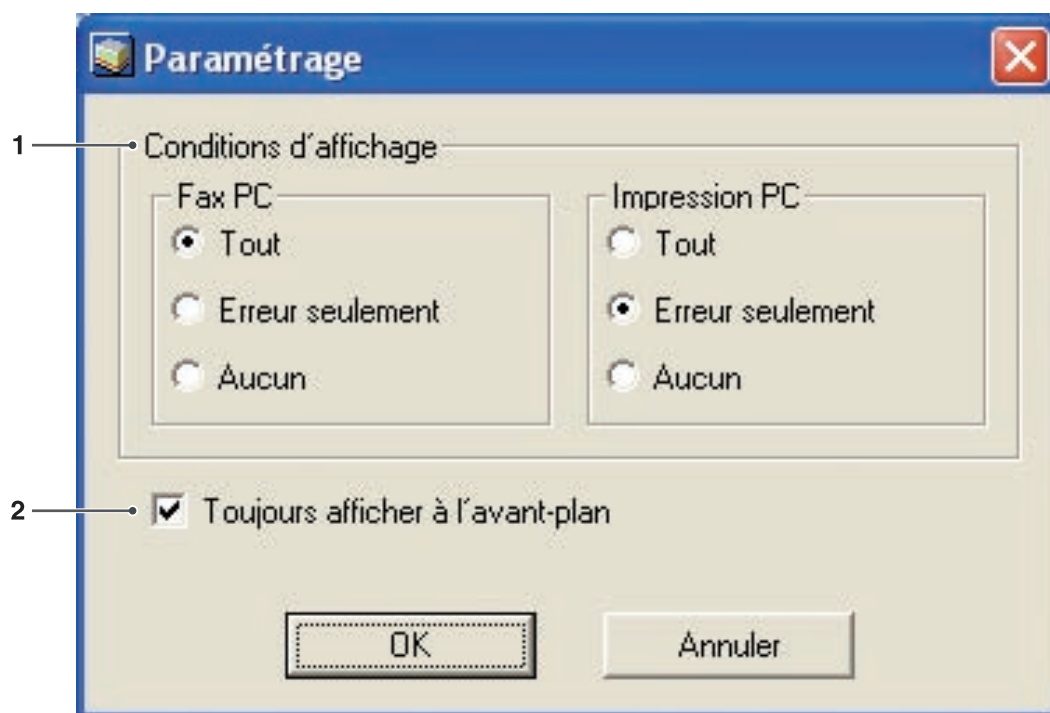 Paramétrage
1
Conditions d'affichage
Fax PC
Tout
Erreur seulement
Aucun
Impression PC
Tout
Erreur seulement
Aucun
2
Toujours afficher à l'avant-plan
OK
Annuler